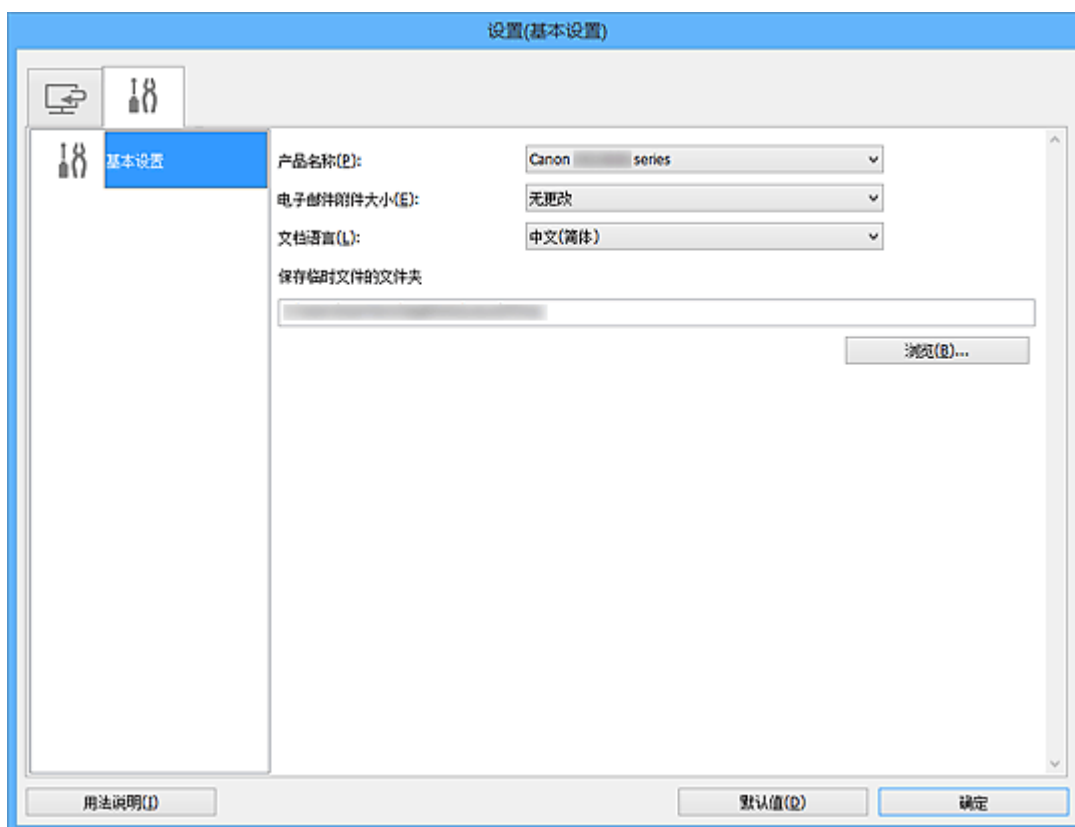 设置(基本设置)
基本设置
产品名称(P):
Canon series
电子邮件附件大小(E):
无更改
文档语言(L):
中文(简体)
保存临时文件的文件夹
浏览(B)...
用法说明(I)
默认值(D)
确定